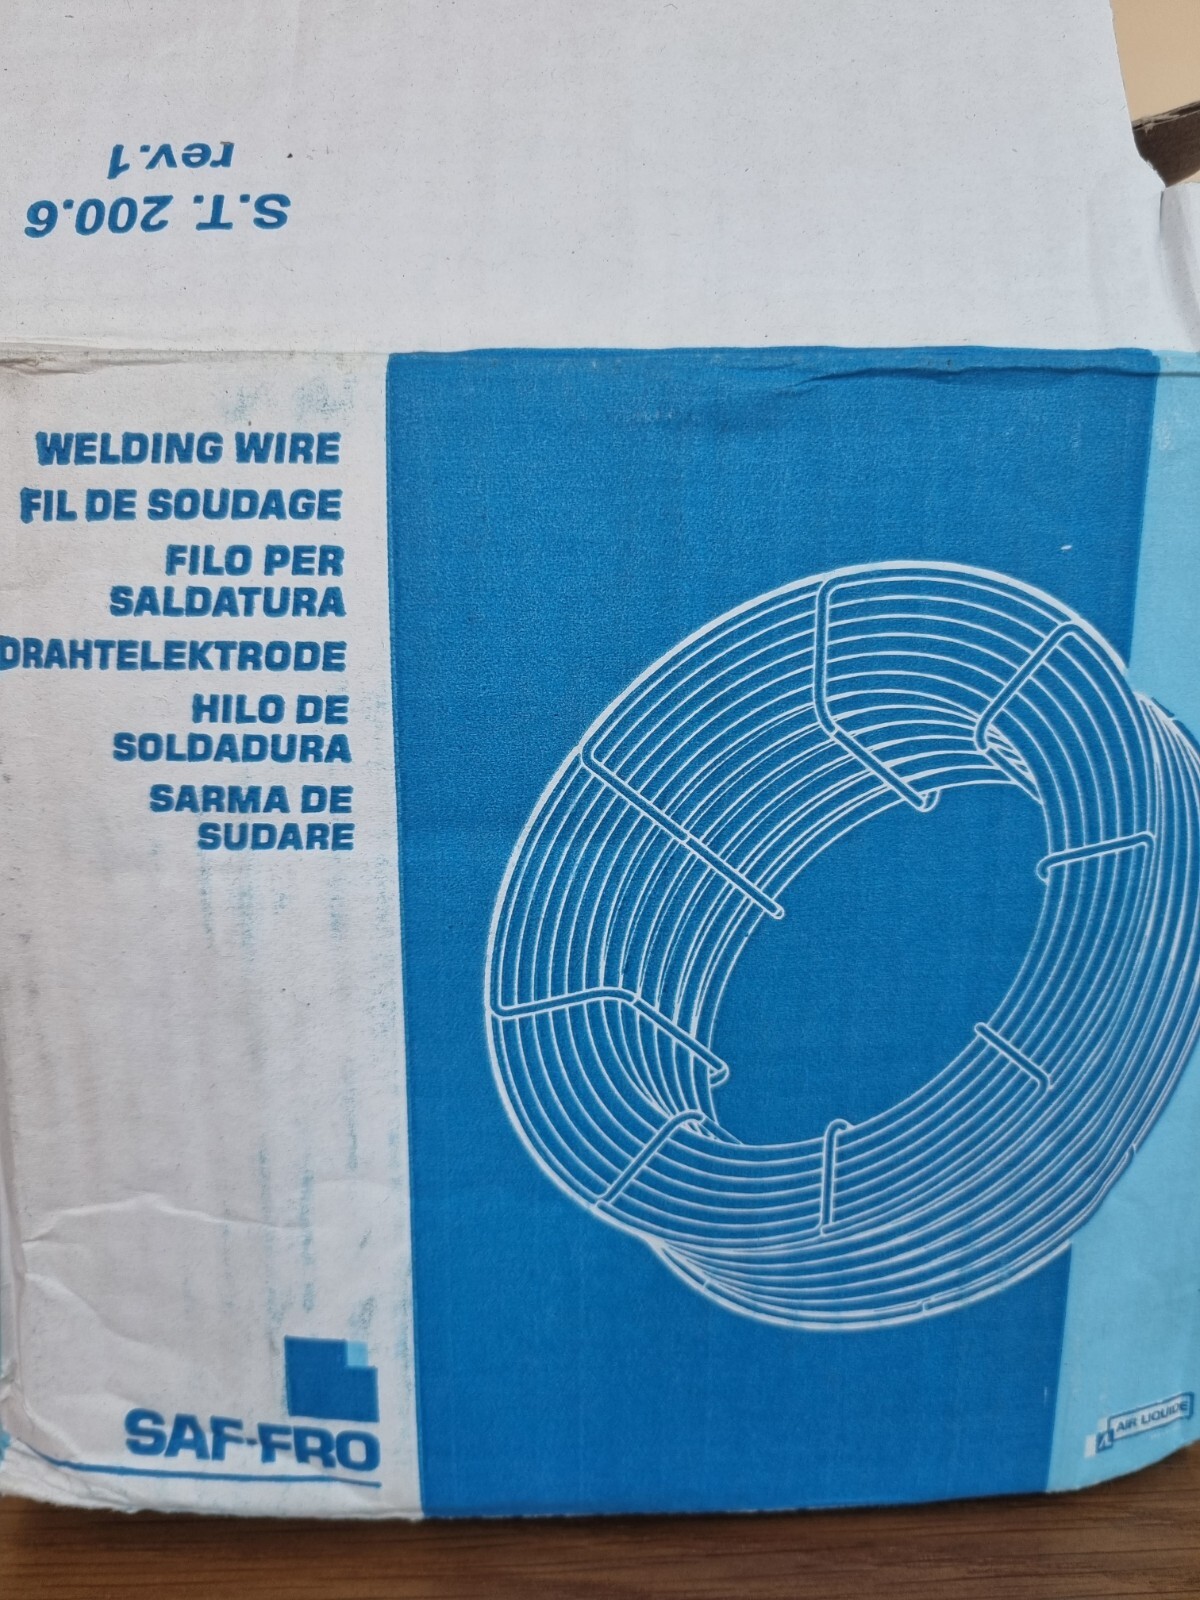 S.T. 200.6
rev.1
WELDING WIRE
FIL DE SOUDAGE
FILO PER
SALDATURA
DRAHTELEKTRODE
HILO DE
SOLDADURA
SARMA DE
SUDARE
SAF-FRO
AIR LIQUIDE